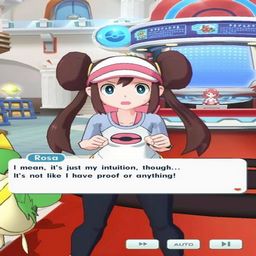 Rosa
I mean, it's just my intuition, though...
It's not like I have proof or anything!
AUTO